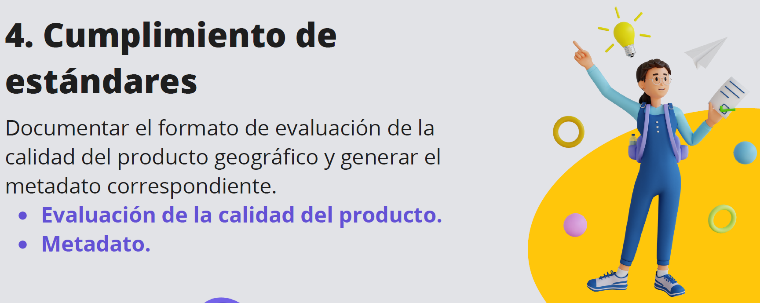 4. Cumplimiento de
estándares
Documentar el formato de evaluación de la
calidad del producto geográfico y generar el
metadato correspondiente.
• Evaluación de la calidad del producto.
• Metadato.